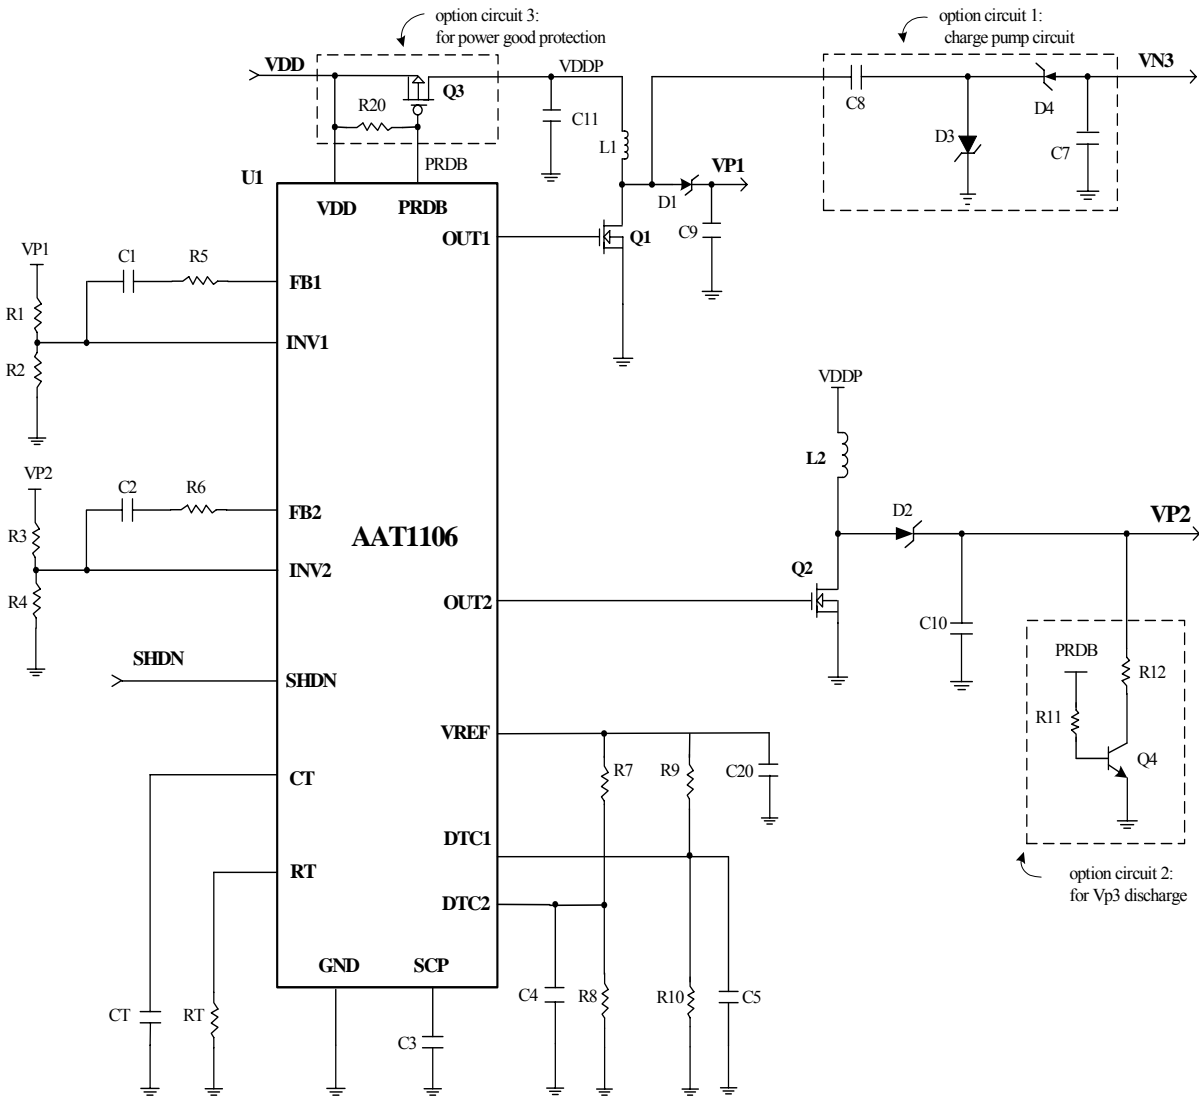 option circuit 3:
for power good protection
option circuit 1:
charge pump circuit
VDD
VDDP
VN3
Q3
R20
C11
C8
D4
D3
C7
L1
PRDB
U1
VP1
D1
VDD
PRDB
OUT1
Q1
C9
VP1
C1
R5
FB1
R1
INV1
R2
VDDP
L2
VP2
C2
R6
FB2
R3
AAT1106
D2
VP2
INV2
Q2
R4
OUT2
C10
SHDN
SHDN
PRDB
R12
R11
VREF
Q4
CT
R7
R9
C20
DTC1
RT
DTC2
option circuit 2:
for Vp3 discharge
GND
SCP
C4
R8
R10
C5
CT
RT
C3